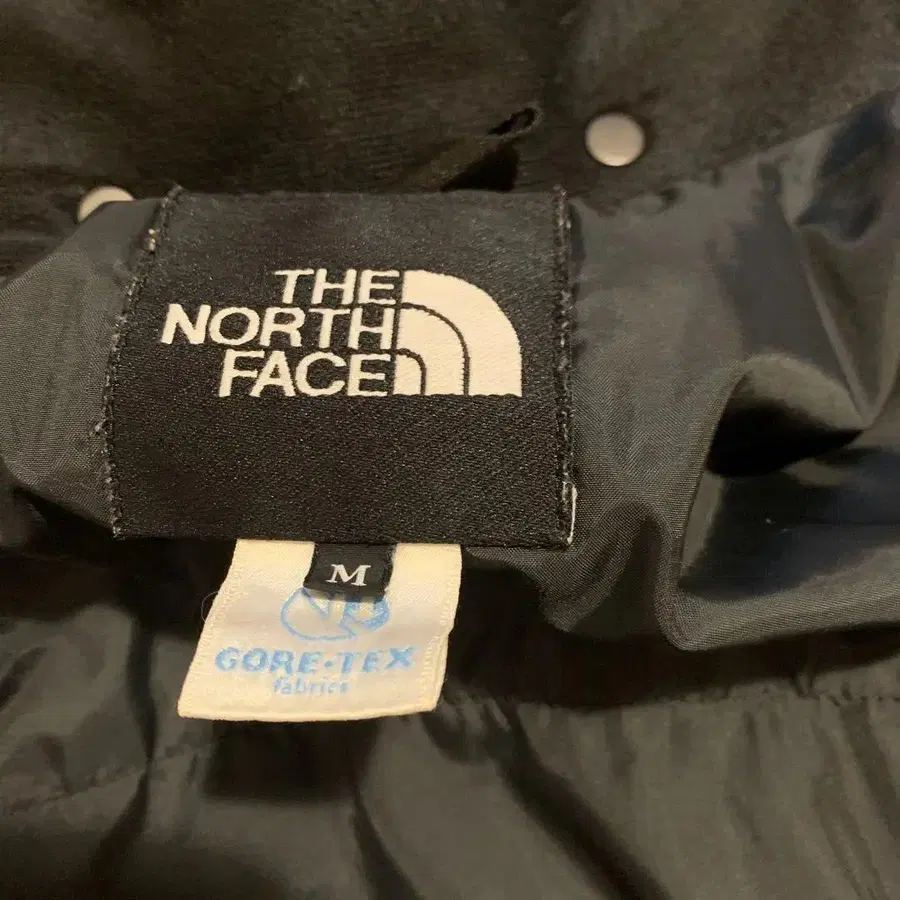 THE
NORTH
FACE
M
GORE-TEX
fabrics